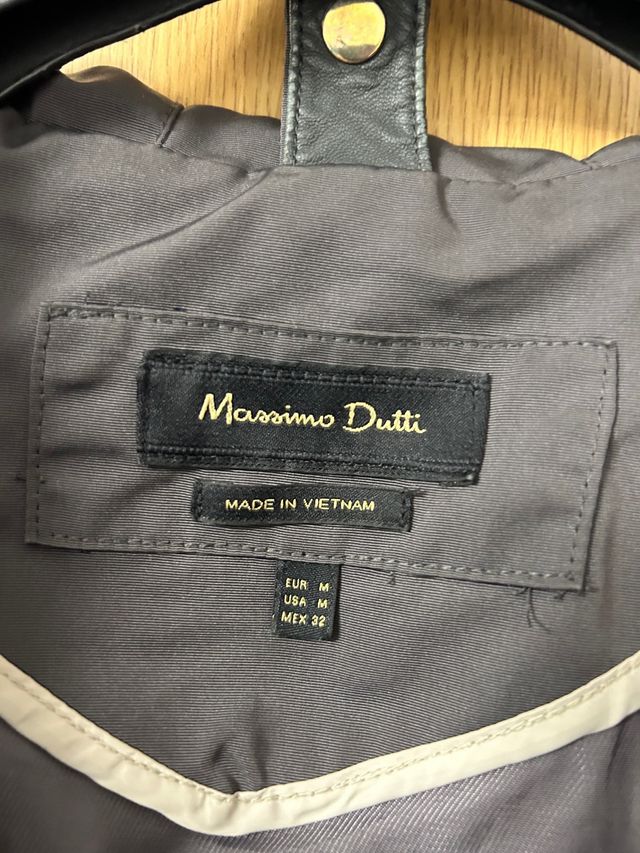 Massimo Dutti
MADE IN VIETNAM
EUR M
USA M
MEX 32